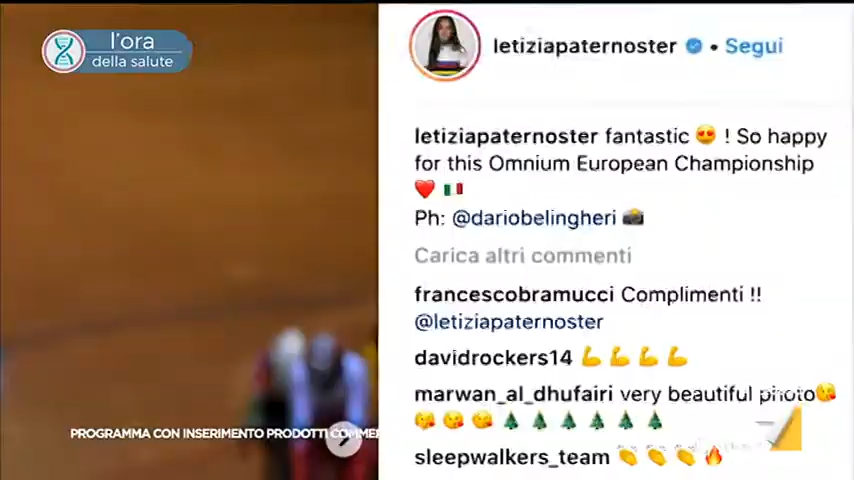 l'ora
della salute
letiziapaternoster • Segui
letiziapaternoster fantastic 😍 ! So happy
for this Omnium European Championship
❤️ 🇮🇹
Ph: @dariobelingheri 📸
Carica altri commenti
francescobramucci Complimenti !!
@letiziapaternoster
davidrockers14 💪 💪 💪 💪
marwan_al_dhufairi very beautiful photo😘
😘 😘 😘 🌲 🌲 🌲 🌲 🌲 🌲
sleepwalkers_team 👏 👏 👏 🔥
PROGRAMMA CON INSERIMENTO PRODOTTI